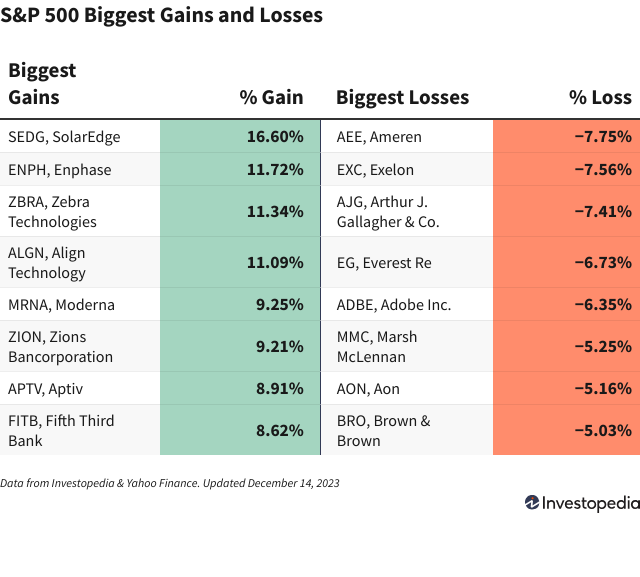 S&P 500 Biggest Gains and Losses
Biggest
Gains % Gain Biggest Losses % Loss
SEDG, SolarEdge 16.60% AEE, Ameren −7.75%
ENPH, Enphase 11.72% EXC, Exelon −7.56%
ZBRA, Zebra
Technologies 11.34% AJG, Arthur J.
Gallagher & Co. −7.41%
ALGN, Align
Technology 11.09% EG, Everest Re −6.73%
MRNA, Moderna 9.25% ADBE, Adobe Inc. −6.35%
ZION, Zions
Bancorporation 9.21% MMC, Marsh
McLennan −5.25%
APTV, Aptiv 8.91% AON, Aon −5.16%
FITB, Fifth Third
Bank 8.62% BRO, Brown &
Brown −5.03%
Data from Investopedia & Yahoo Finance. Updated December 14, 2023
Investopedia